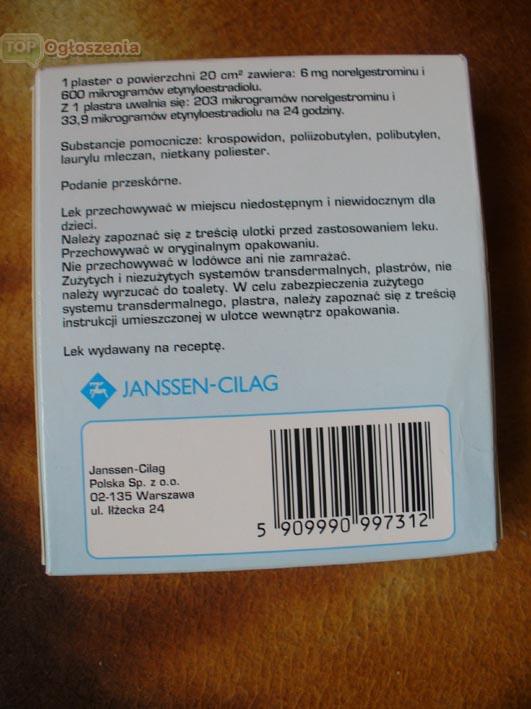 TOP Ogłoszenia
1 plaster o powierzchni 20 cm² zawiera: 6 mg norelgestrominu i
600 mikrogramów etynyloestradiolu.
Z 1 plastra uwalnia się: 203 mikrogramów norelgestrominu i
33,9 mikrogramów etynyloestradiolu na 24 godziny.
Substancje pomocnicze: krospowidon, poliizobutylen, polibutylen,
laurylu mleczan, nietkany poliester.
Podanie przeskórne.
Lek przechowywać w miejscu niedostępnym i niewidocznym dla
dzieci.
Należy zapoznać się z treścią ulotki przed zastosowaniem leku.
Przechowywać w oryginalnym opakowaniu.
Nie przechowywać w lodówce ani nie zamrażać.
Zużytych i niezużytych systemów transdermalnych, plastrów, nie
należy wyrzucać do toalety. W celu zabezpieczenia zużytego
systemu transdermalnego, plastra, należy zapoznać się z treścią
instrukcji umieszczonej w ulotce wewnątrz opakowania.
Lek wydawany na receptę.
JANSSEN-CILAG
Janssen-Cilag
Polska Sp. z o.o.
02-135 Warszawa
ul. Iłżecka 24
5 909990 997312